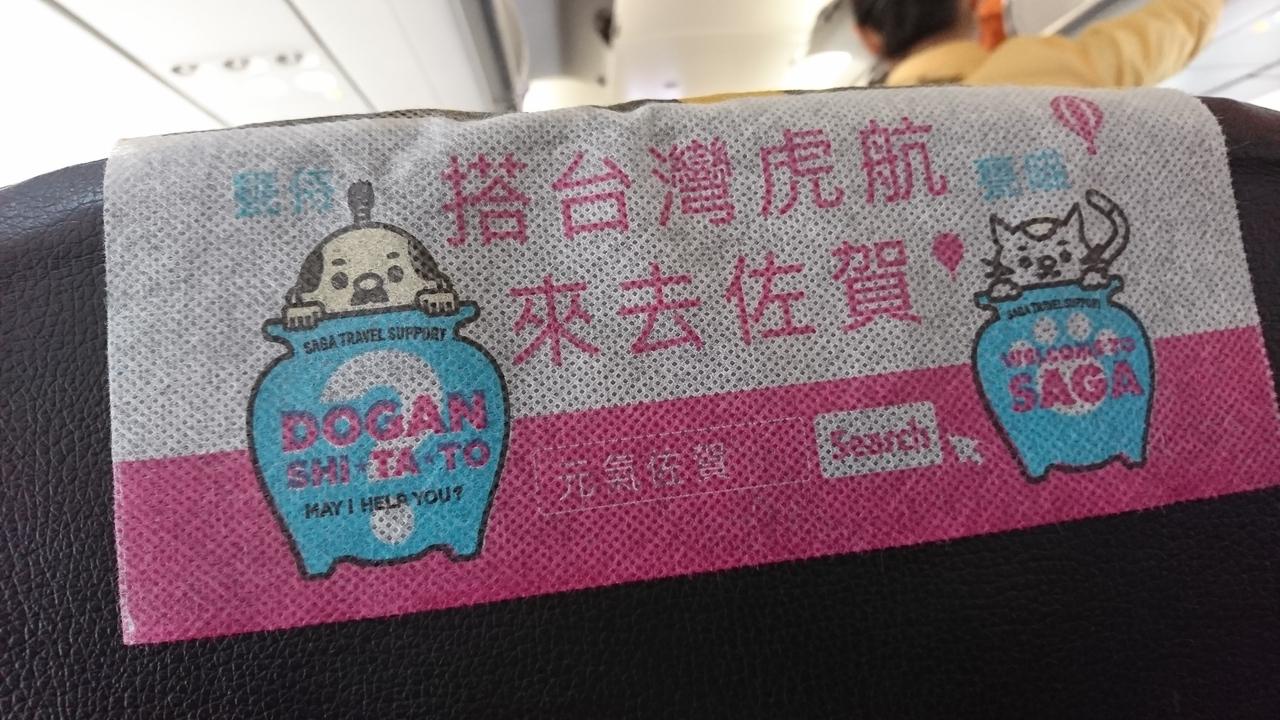 搭台灣虎航
來去佐賀
SAGA TRAVEL SUPPORT
DOGAN
SHI・TA・TO
MAY I HELP YOU?
元氣佐賀
Search
SAGA TRAVEL SUPPORT
WELCOME TO
SAGA